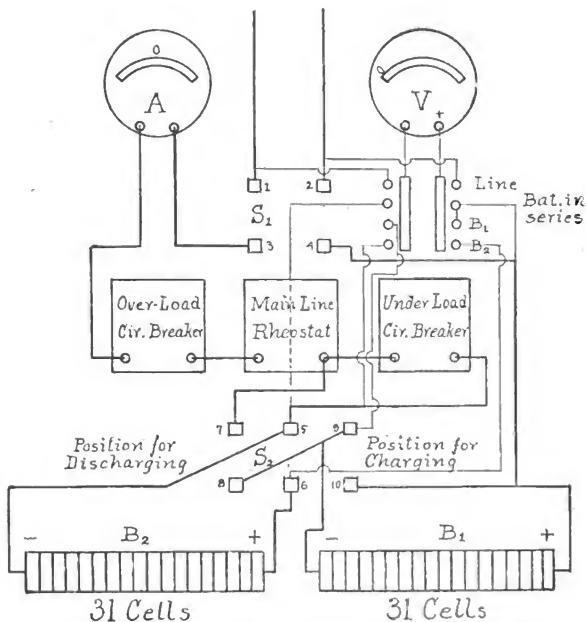 0
A
0
V
+
1
2
S1
3
4
Line
Bat. in
series
B1
B2
Over-Load
Cir. Breaker
Main Line
Rheostat
Under Load
Cir. Breaker
7
5
9
Position for
Discharging
S2
Position for
Charging
8
6
10
- B2 +
- B1 +
31 Cells
31 Cells